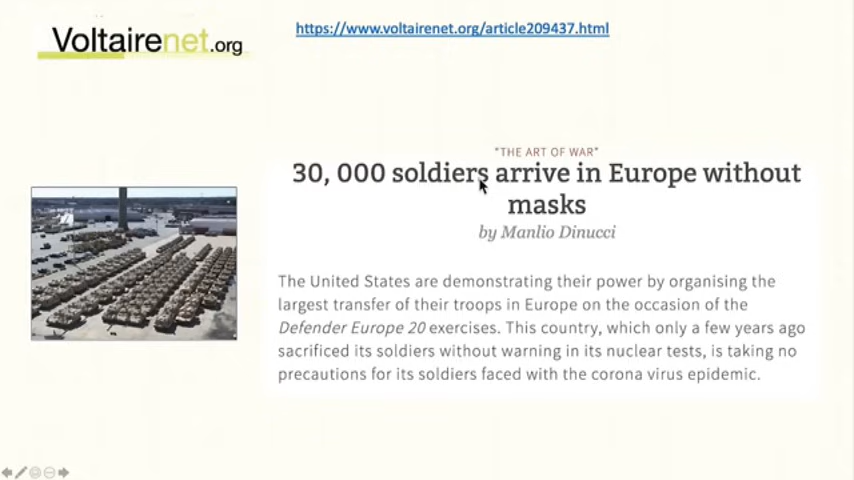 Voltairenet.org
https://www.voltairenet.org/article209437.html
"THE ART OF WAR"
30, 000 soldiers arrive in Europe without
masks
by Manlio Dinucci
The United States are demonstrating their power by organising the
largest transfer of their troops in Europe on the occasion of the
Defender Europe 20 exercises. This country, which only a few years ago
sacrificed its soldiers without warning in its nuclear tests, is taking no
precautions for its soldiers faced with the corona virus epidemic.